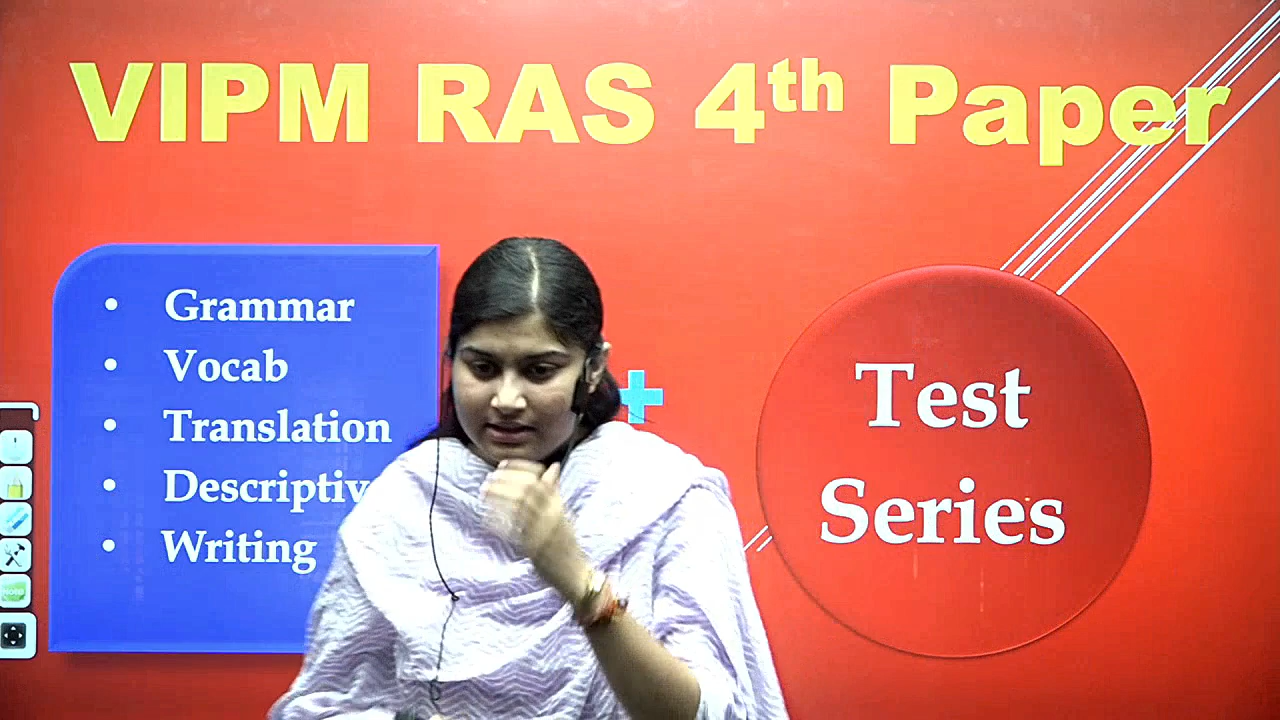 VIPM RAS 4th Paper
• Grammar
• Vocab
• Translation
• Descriptiv
• Writing
+
Test
Series